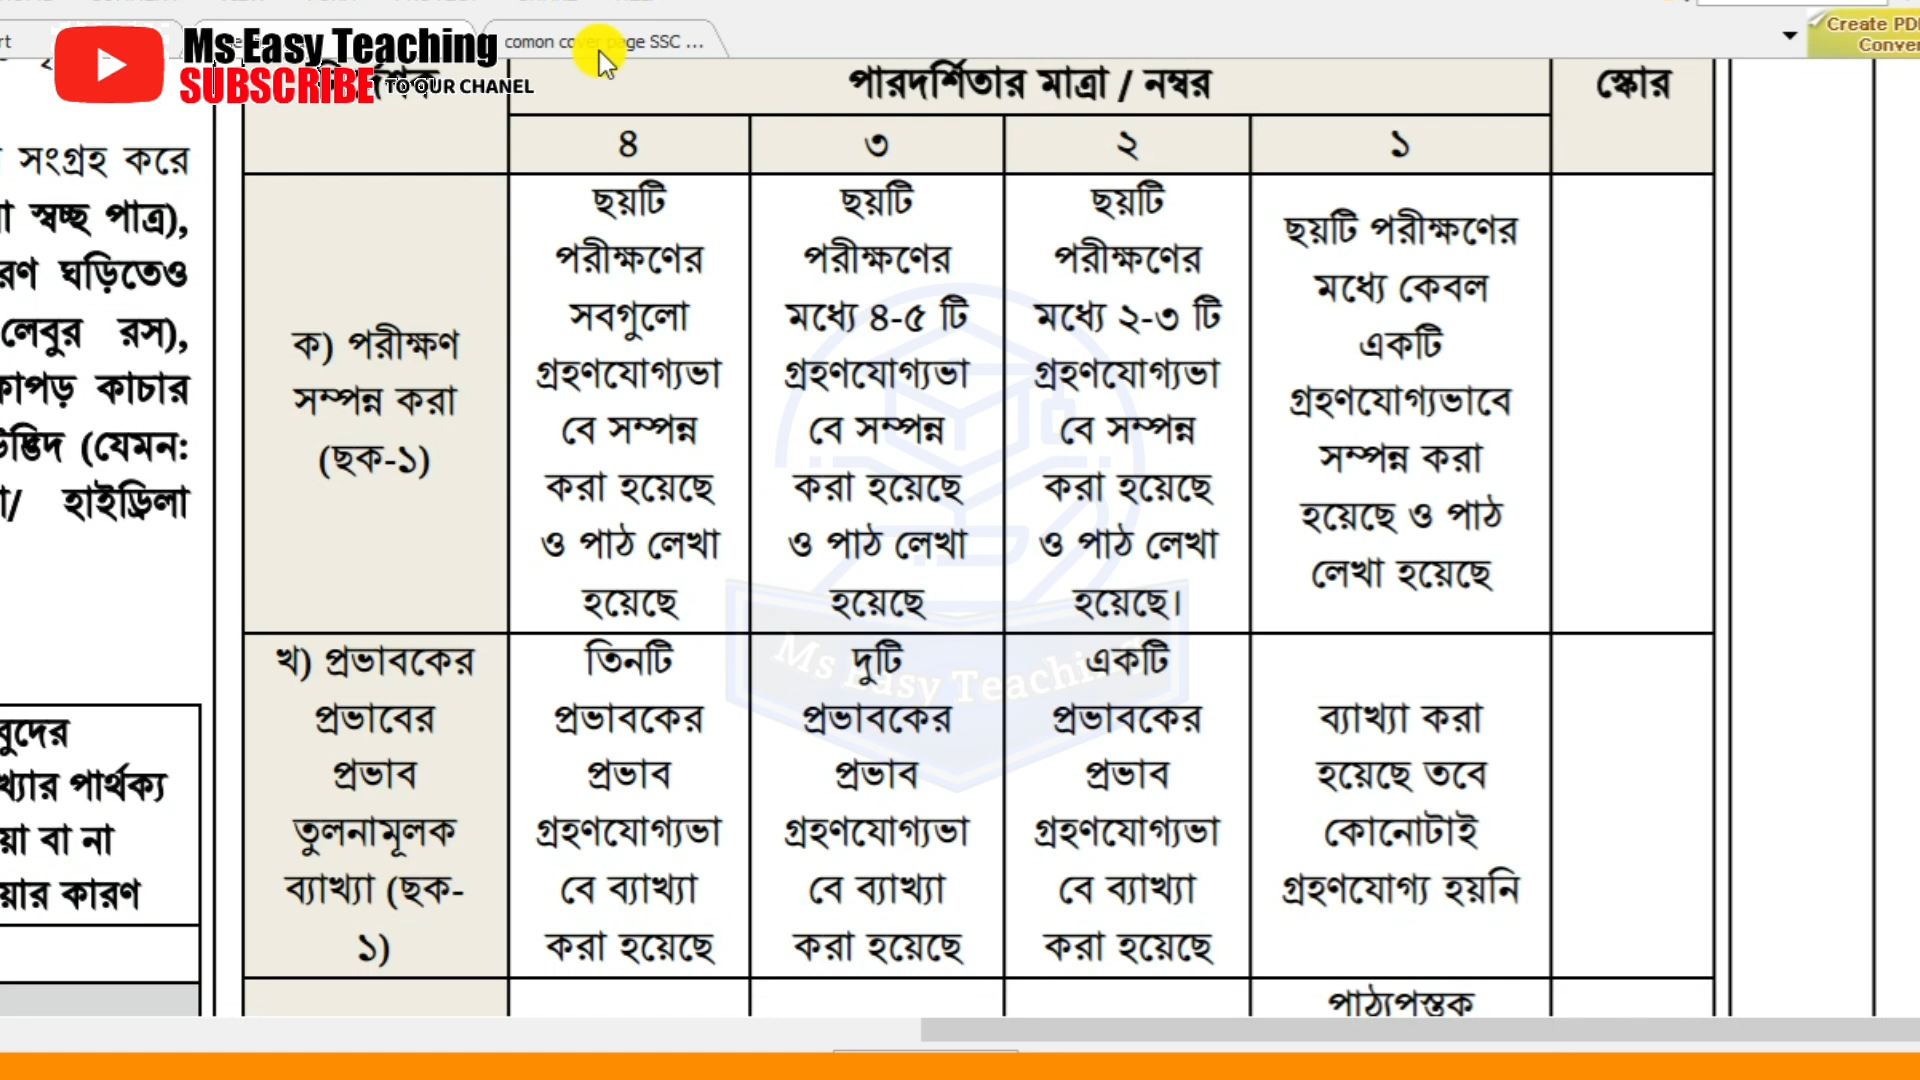 Ms Easy Teaching
SUBSCRIBE TO OUR CHANEL
comon cover page SSC ...
Create PD
Conver
পারদর্শিতার মাত্রা / নম্বর
স্কোর
৪
৩
২
১
সংগ্রহ করে
স্বচ্ছ পাত্র),
ঘড়িতেও
লেবুর রস),
কাপড় কাচার
উদ্ভিদ (যেমন:
হাইড্রিলা
ক) পরীক্ষণ
সম্পন্ন করা
(ছক-১)
ছয়টি
পরীক্ষণের
সবগুলো
গ্রহণযোগ্যভা
বে সম্পন্ন
করা হয়েছে
ও পাঠ লেখা
হয়েছে
ছয়টি
পরীক্ষণের
মধ্যে ৪-৫ টি
গ্রহণযোগ্যভা
বে সম্পন্ন
করা হয়েছে
ও পাঠ লেখা
হয়েছে
ছয়টি
পরীক্ষণের
মধ্যে ২-৩ টি
গ্রহণযোগ্যভা
বে সম্পন্ন
করা হয়েছে
ও পাঠ লেখা
হয়েছে।
ছয়টি পরীক্ষণের
মধ্যে কেবল
একটি
গ্রহণযোগ্যভাবে
সম্পন্ন করা
হয়েছে ও পাঠ
লেখা হয়েছে
খ) প্রভাবকের
প্রভাবের
প্রভাব
তুলনামূলক
ব্যাখ্যা (ছক-
১)
তিনটি
প্রভাবকের
প্রভাব
গ্রহণযোগ্যভা
বে ব্যাখ্যা
করা হয়েছে
দুটি
প্রভাবকের
প্রভাব
গ্রহণযোগ্যভা
বে ব্যাখ্যা
করা হয়েছে
একটি
প্রভাবকের
প্রভাব
গ্রহণযোগ্যভা
বে ব্যাখ্যা
করা হয়েছে
ব্যাখ্যা করা
হয়েছে তবে
কোনোটাই
গ্রহণযোগ্য হয়নি
পার্থক্য
বা না
কারণ
পাঠ্যপুস্তক
Ms Easy Teaching